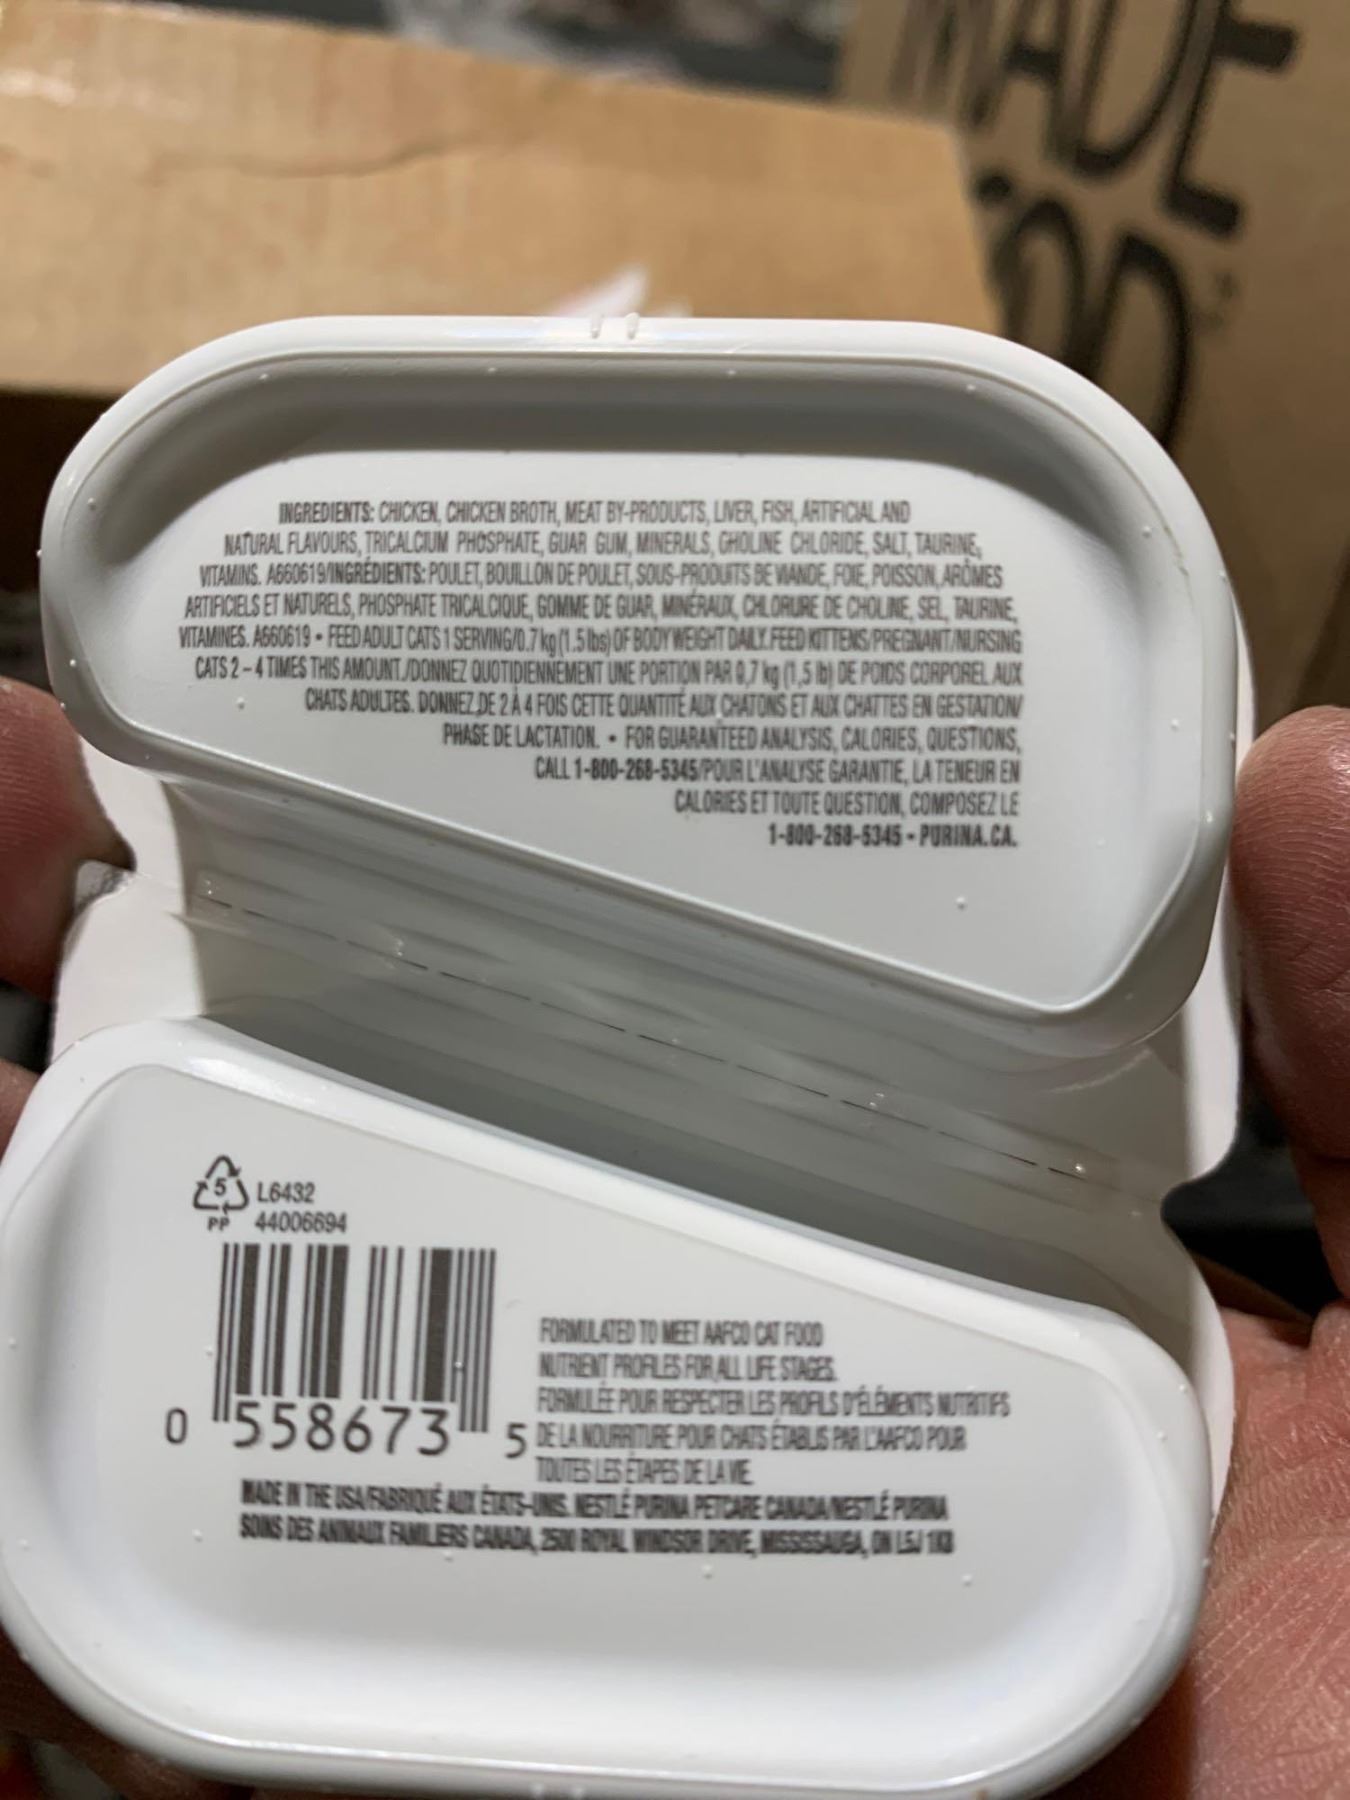 MADE
INGREDIENTS: CHICKEN, CHICKEN BROTH, MEAT BY-PRODUCTS, LIVER, FISH, ARTIFICIAL AND
NATURAL FLAVOURS, TRICALCIUM PHOSPHATE, GUAR GUM, MINERALS, CHOLINE CHLORIDE, SALT, TAURINE,
VITAMINS. A660619/INGRÉDIENTS: POULET, BOUILLON DE POULET, SOUS-PRODUITS DE VIANDE, FOIE, POISSON, ARÔMES
ARTIFICIELS ET NATURELS, PHOSPHATE TRICALCIQUE, GOMME DE GUAR, MINÉRAUX, CHLORURE DE CHOLINE, SEL, TAURINE,
VITAMINES. A660619 • FEED ADULT CATS 1 SERVING/0.7 kg (1.5 lbs) OF BODY WEIGHT DAILY. FEED KITTENS/PREGNANT/NURSING
CATS 2 – 4 TIMES THIS AMOUNT./DONNEZ QUOTIDIENNEMENT UNE PORTION PAR 0,7 kg (1,5 lb) DE POIDS CORPOREL AUX
CHATS ADULTES. DONNEZ DE 2 À 4 FOIS CETTE QUANTITÉ AUX CHATONS ET AUX CHATTES EN GESTATION/
PHASE DE LACTATION. • FOR GUARANTEED ANALYSIS, CALORIES, QUESTIONS,
CALL 1-800-268-5345/POUR L'ANALYSE GARANTIE, LA TENEUR EN
CALORIES ET TOUTE QUESTION, COMPOSEZ LE
1-800-268-5345 • PURINA.CA.
5 L6432
PP 44006694
0 558673 5
FORMULATED TO MEET AAFCO CAT FOOD
NUTRIENT PROFILES FOR ALL LIFE STAGES.
FORMULÉE POUR RESPECTER LES PROFILS D'ÉLÉMENTS NUTRITIFS
DE LA NOURRITURE POUR CHATS ÉTABLIS PAR L'AAFCO POUR
TOUTES LES ÉTAPES DE LA VIE.
MADE IN THE USA/FABRIQUÉ AUX ÉTATS-UNIS. NESTLÉ PURINA PETCARE CANADA/NESTLÉ PURINA
SOINS DES ANIMAUX FAMILIERS CANADA, 2500 ROYAL WINDSOR DRIVE, MISSISSAUGA, ON L5J 1K8